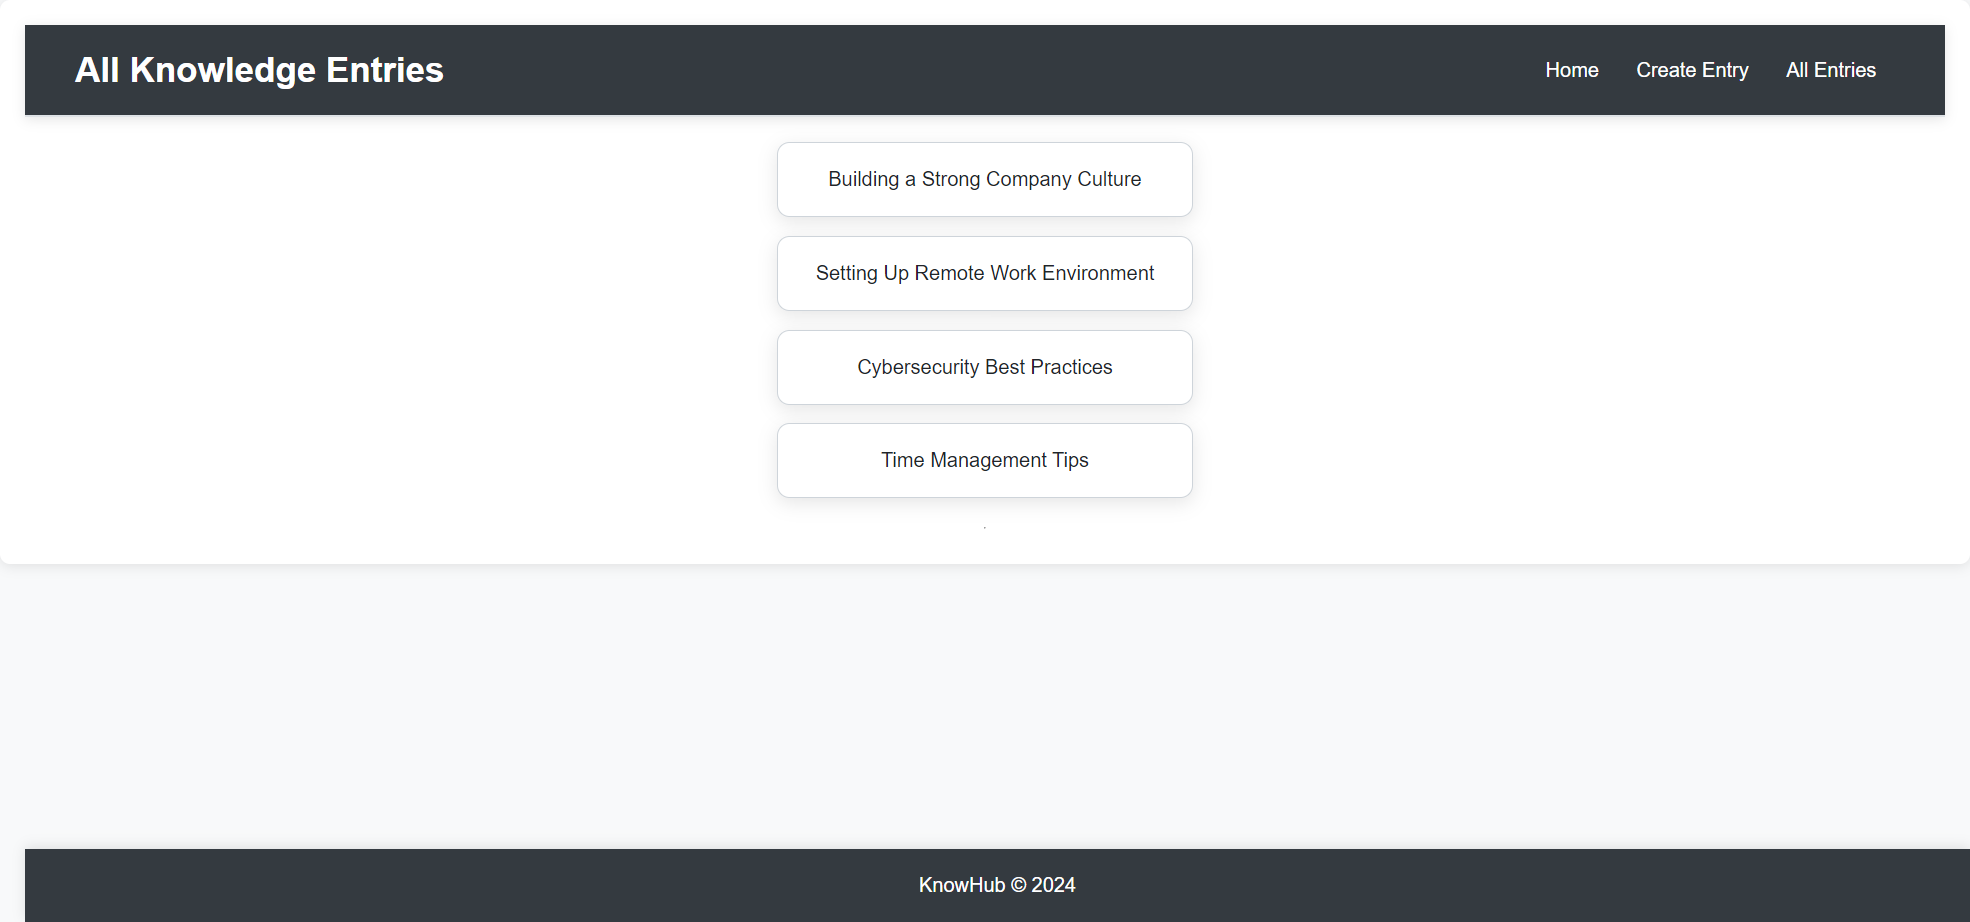 All Knowledge Entries
Home Create Entry All Entries
Building a Strong Company Culture
Setting Up Remote Work Environment
Cybersecurity Best Practices
Time Management Tips
KnowHub © 2024